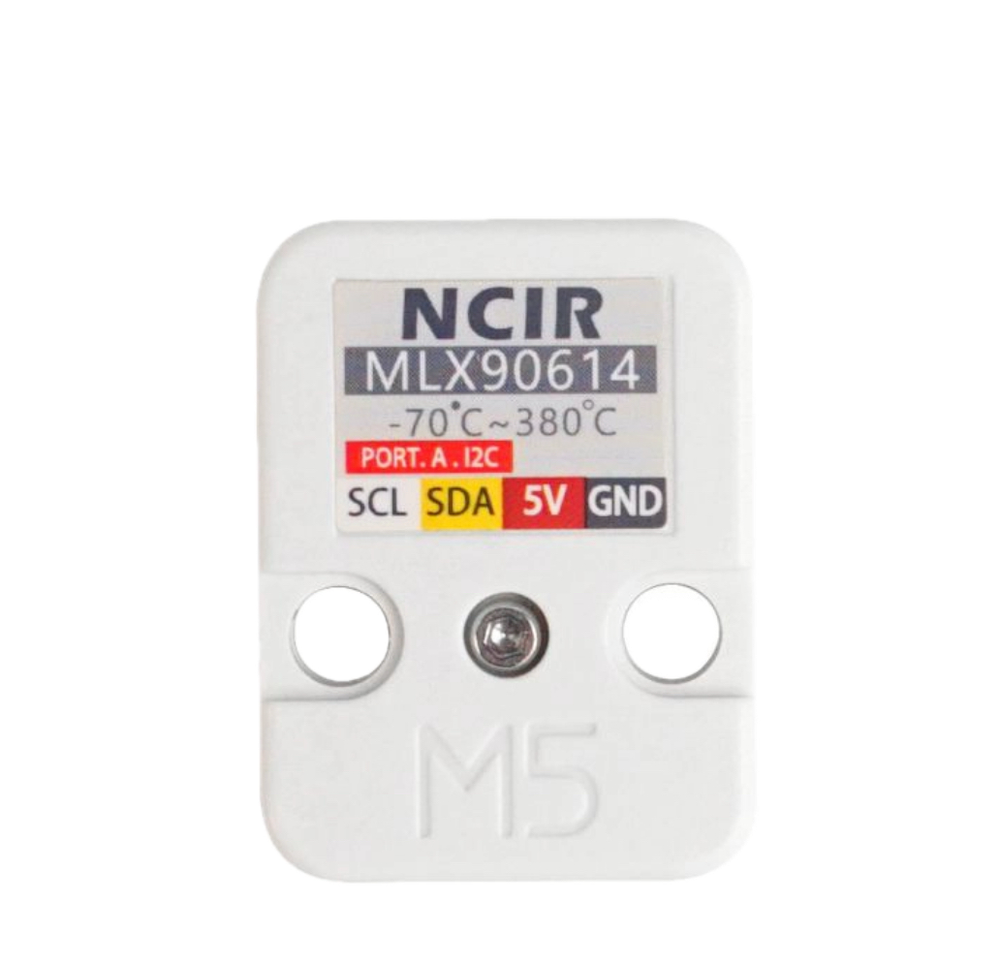 NCIR
MLX90614
-70°C~380°C
PORT. A . I2C
SCL SDA 5V GND
M5